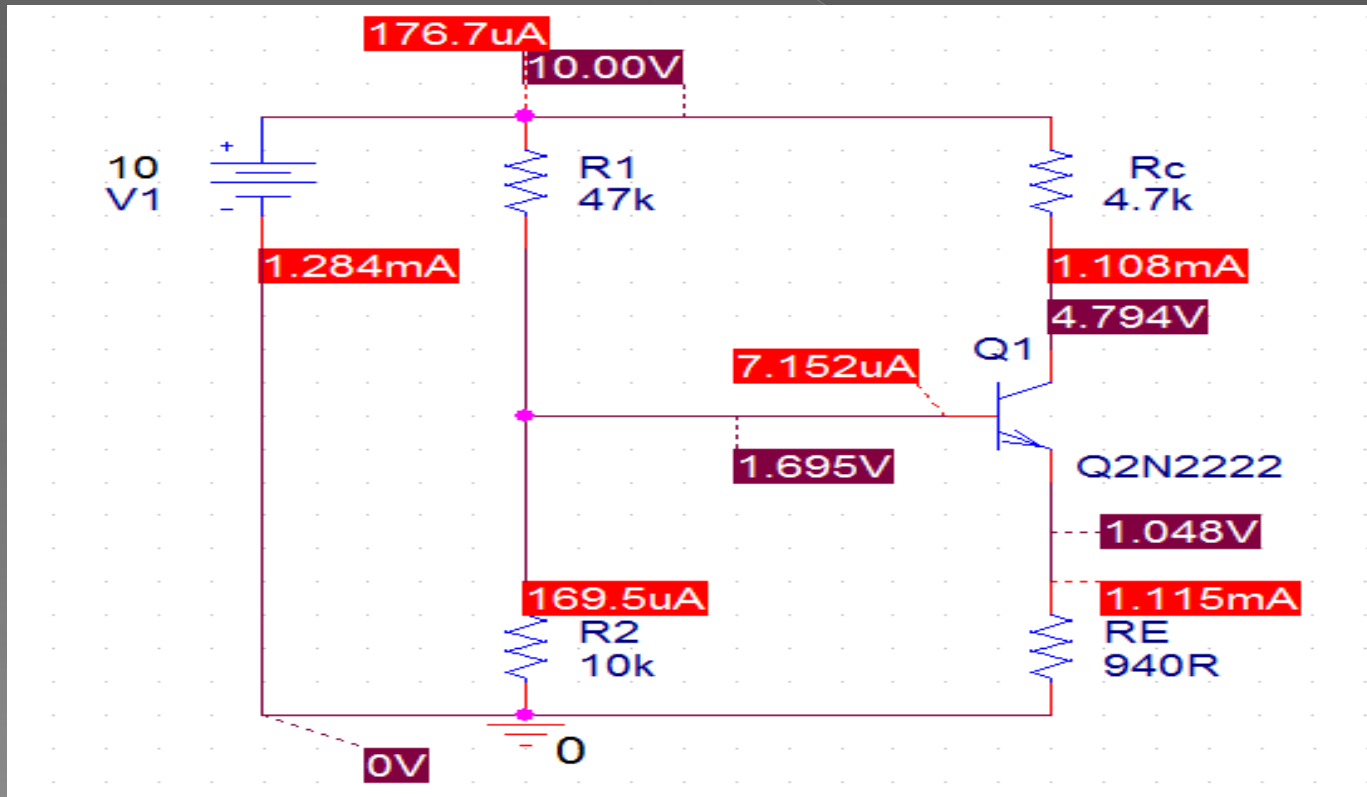 176.7uA
10.00V
+
10
V1
-
R1
47k
Rc
4.7k
1.284mA
1.108mA
4.794V
Q1
7.152uA
1.695V
Q2N2222
1.048V
169.5uA
1.115mA
R2
10k
RE
940R
0
0V